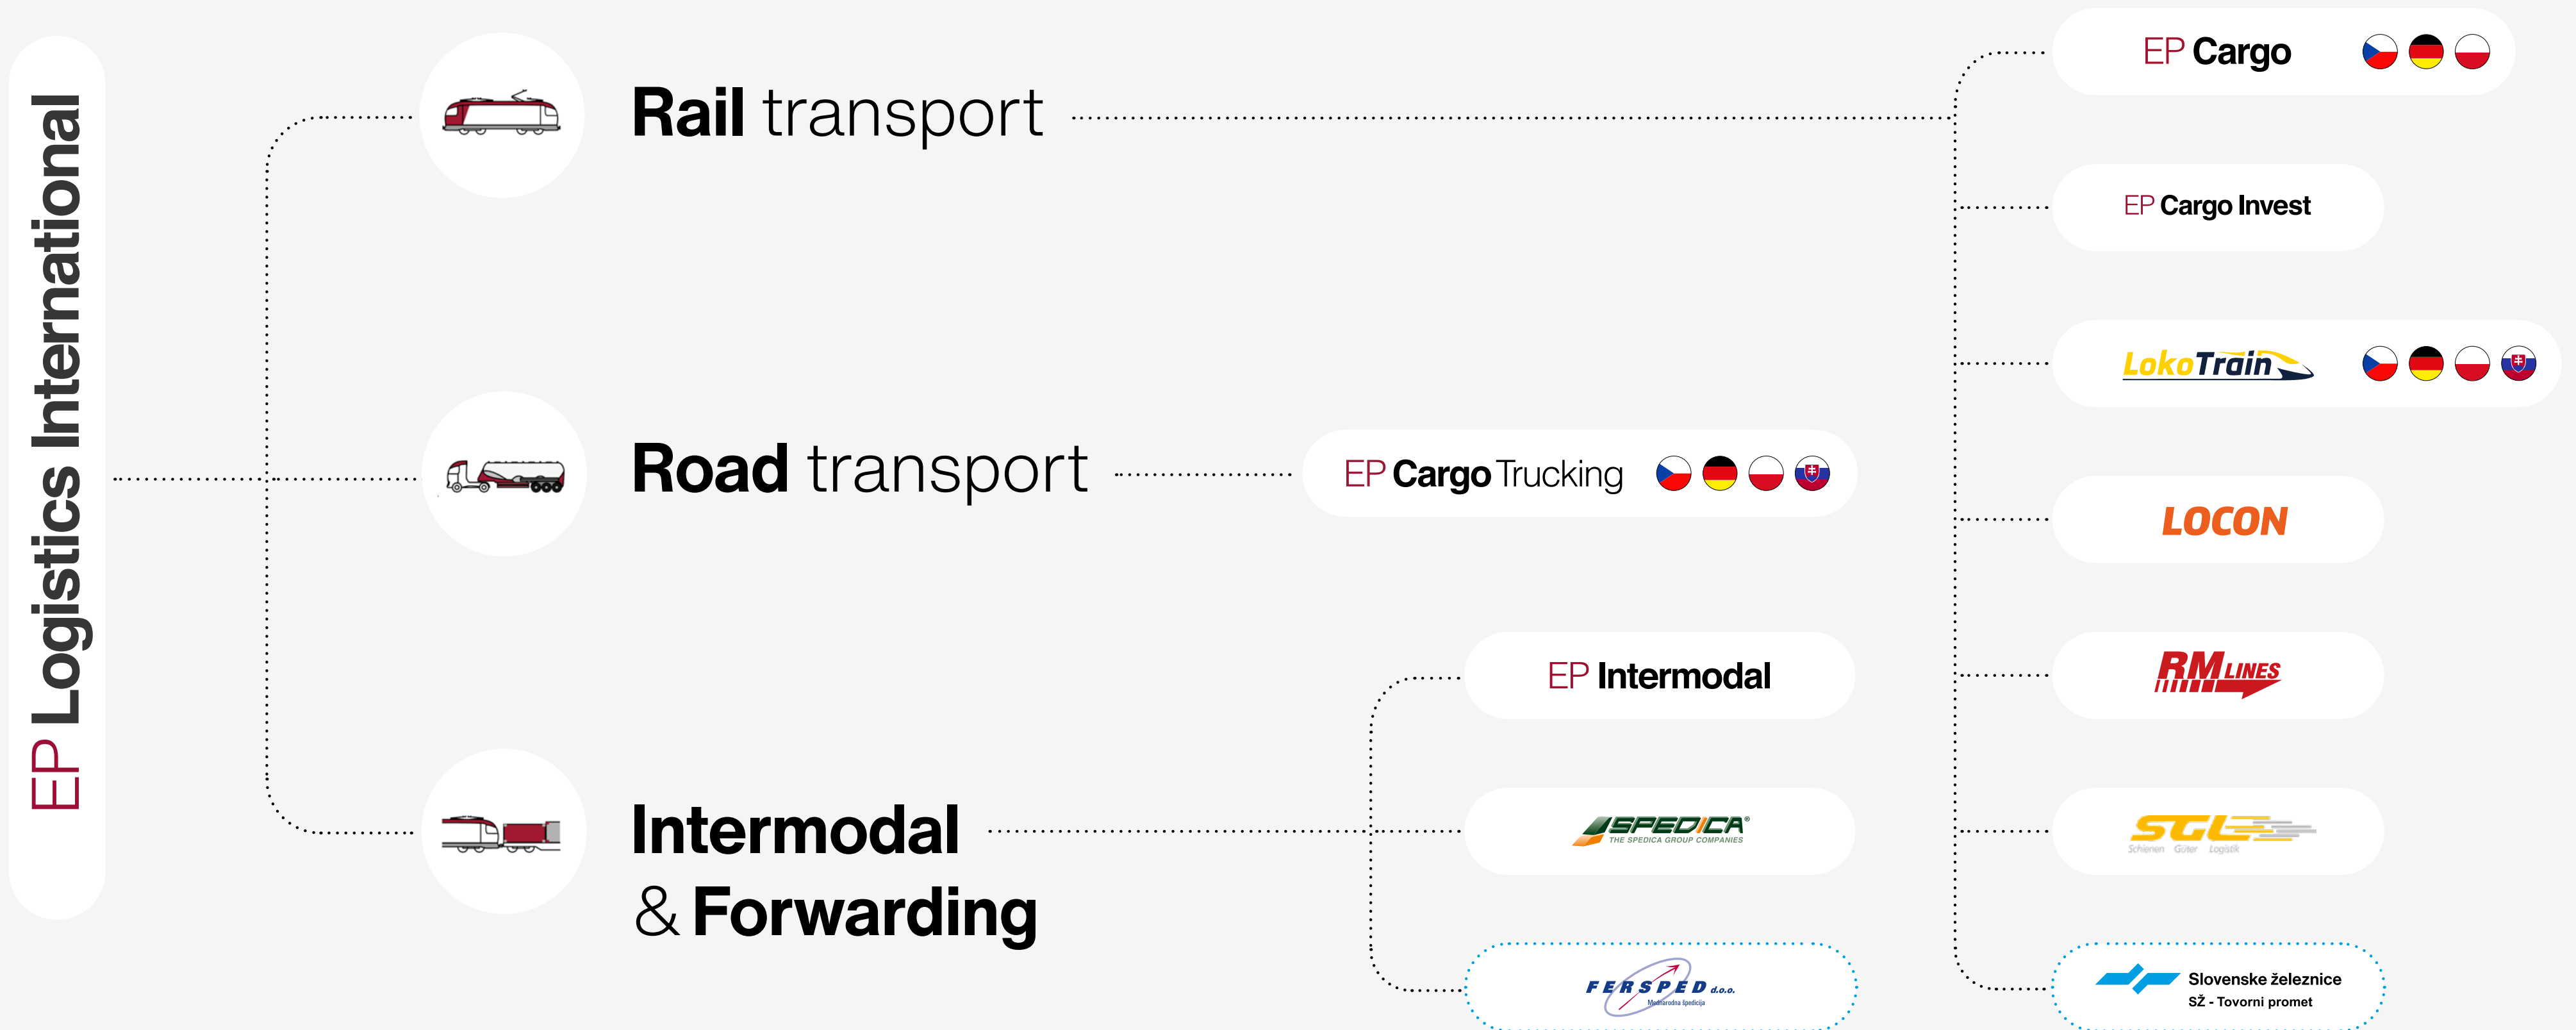 EP Logistics International
Rail transport
EP Cargo
EP Cargo Invest
LokoTrain
Road transport
EP Cargo Trucking
LOCON
EP Intermodal
RM LINES
Intermodal
& Forwarding
SPEDICA®
THE SPEDICA GROUP COMPANIES
SGL
Schienen Güter Logistik
FERSPED d.o.o.
Mednarodna špedicija
Slovenske železnice
SŽ - Tovorni promet